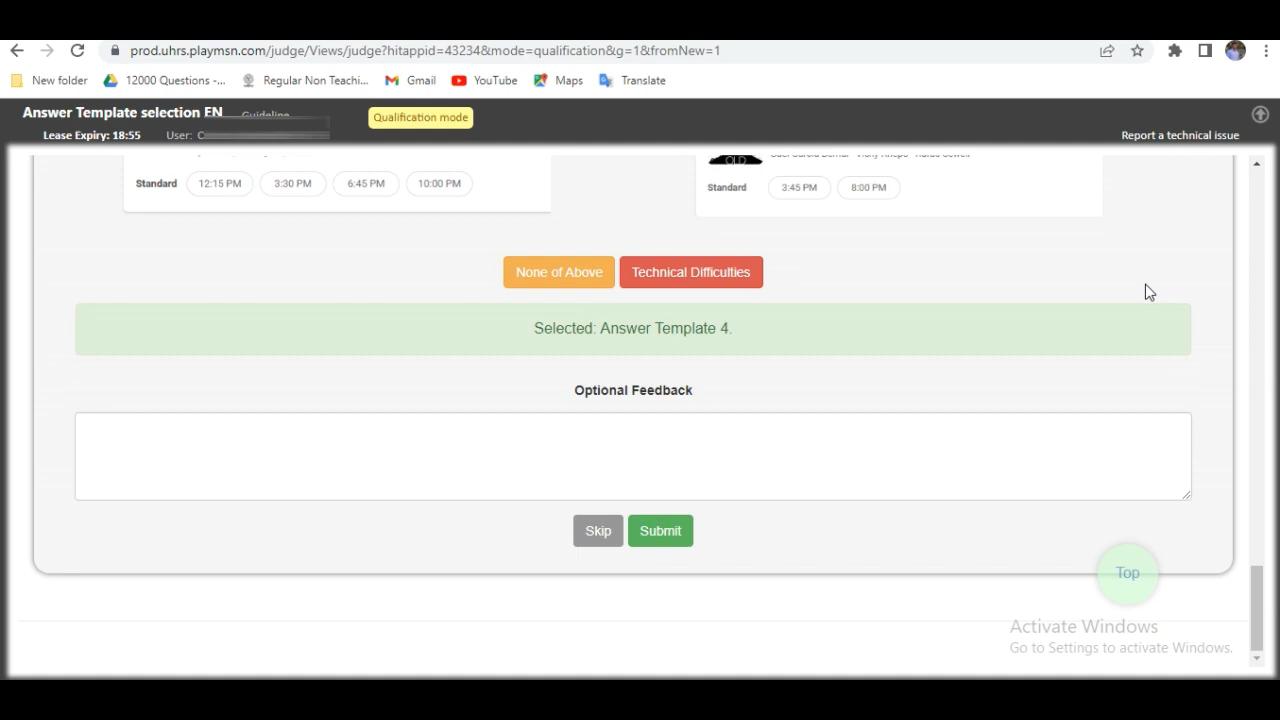 prod.uhrs.playmsn.com/judge/Views/judge?hitappid=43234&mode=qualification&g=1&fromNew=1
New folder 12000 Questions -... Regular Non Teachi... Gmail YouTube Maps Translate
Answer Template selection EN Guideline Qualification mode
Lease Expiry: 18:55 User: C Report a technical issue
OLD
Standard 12:15 PM 3:30 PM 6:45 PM 10:00 PM
Standard 3:45 PM 8:00 PM
None of Above Technical Difficulties
Selected: Answer Template 4.
Optional Feedback
Skip Submit
Top
Activate Windows
Go to Settings to activate Windows.